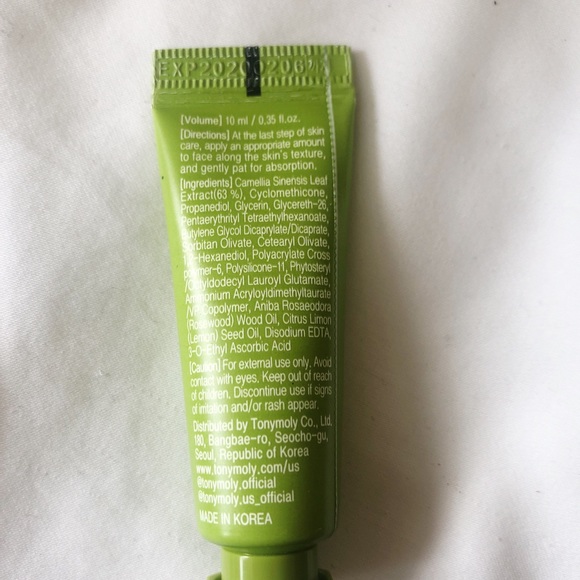 EXP20200206
[Volume] 10 ml / 0.35 fl.oz.
[Directions] At the last step of skin
care, apply an appropriate amount
to face along the skin's texture,
and gently pat for absorption.
[Ingredients] Camellia Sinensis Leaf
Extract(63 %), Cyclomethicone,
Propanediol, Glycerin, Glycereth-26,
Pentaerythrityl Tetraethylhexanoate,
Butylene Glycol Dicaprylate/Dicaprate,
Sorbitan Olivate, Cetearyl Olivate,
1,2-Hexanediol, Polyacrylate Cross
polymer-6, Polysilicone-11, Phytosteryl
/Octyldodecyl Lauroyl Glutamate,
Ammonium Acryloyldimethyltaurate
/VP Copolymer, Aniba Rosaeodora
(Rosewood) Wood Oil, Citrus Limon
(Lemon) Seed Oil, Disodium EDTA,
3-O-Ethyl Ascorbic Acid
[Caution] For external use only. Avoid
contact with eyes. Keep out of reach
of children. Discontinue use if signs
of irritation and/or rash appear.
Distributed by Tonymoly Co., Ltd.
180, Bangbae-ro, Seocho-gu,
Seoul, Republic of Korea
www.tonymoly.com/us
@tonymoly.official
@tonymoly.us_official
MADE IN KOREA